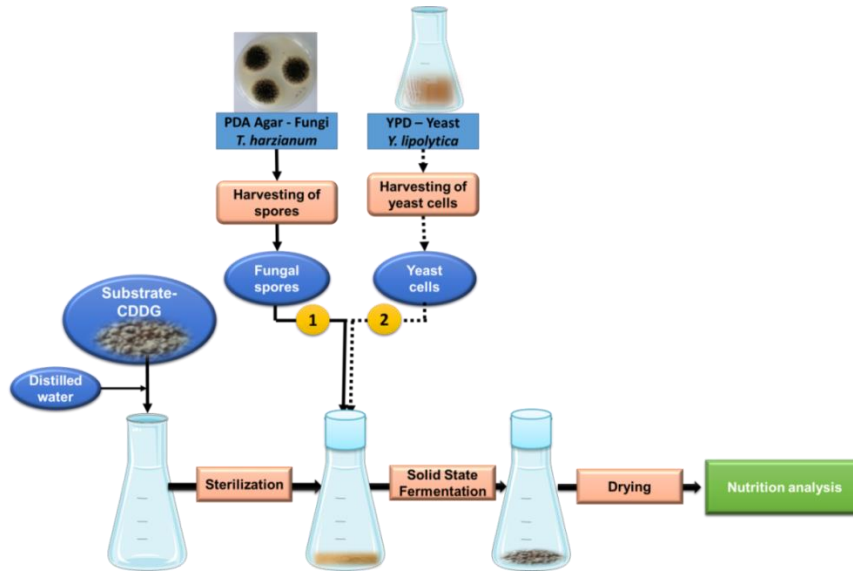 PDA Agar - Fungi
T. harzianum
YPD – Yeast
Y. lipolytica
Harvesting of
spores
Harvesting of
yeast cells
Fungal
spores
Yeast
cells
Substrate-
CDDG
1
2
Distilled
water
Sterilization
Solid State
Fermentation
Drying
Nutrition analysis